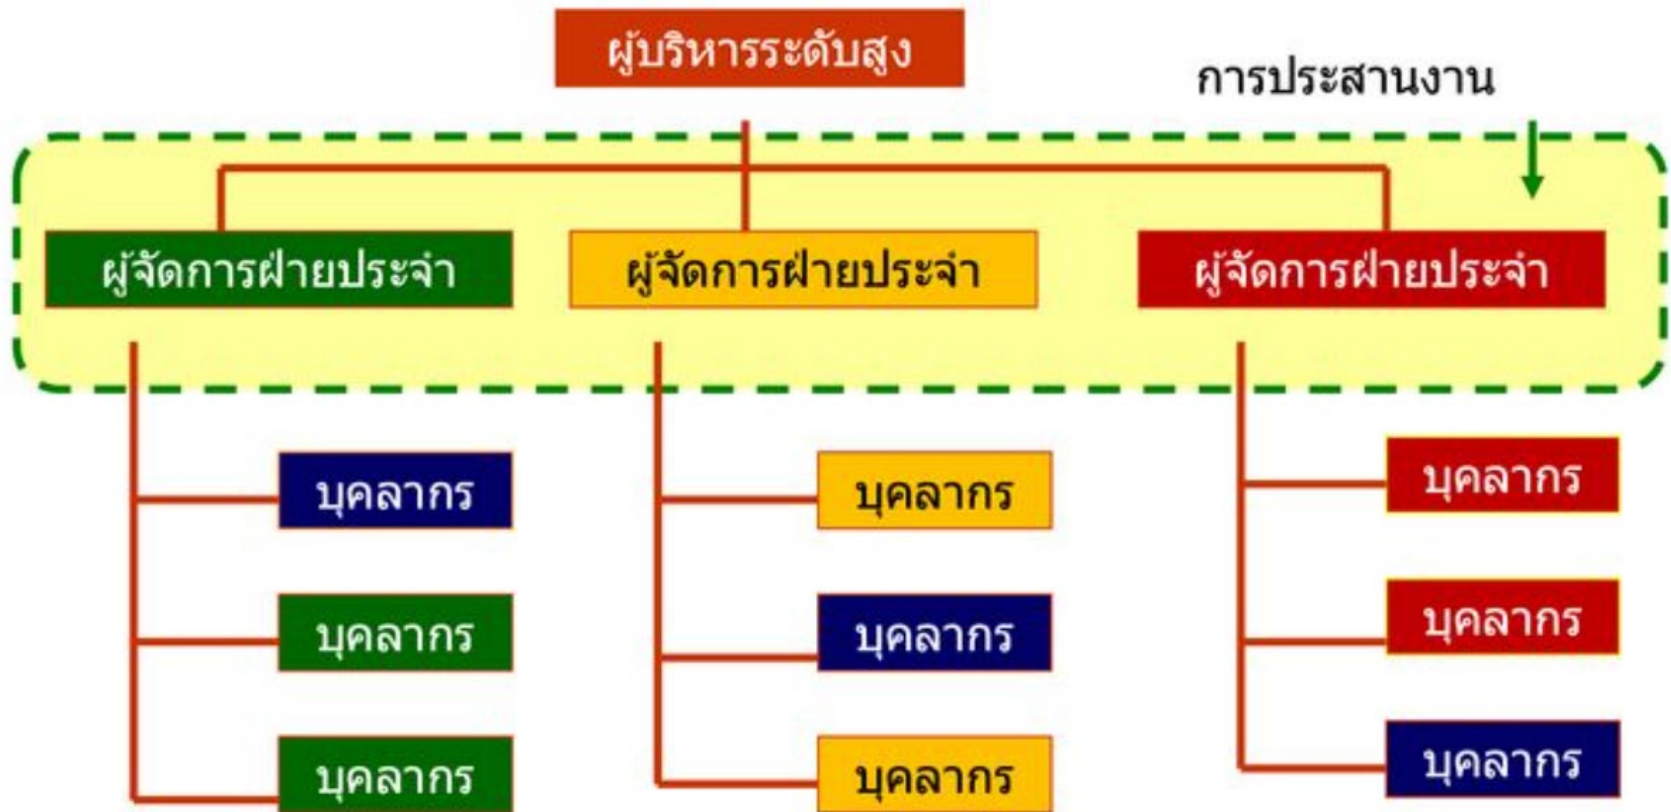 ผู้บริหารระดับสูง
การประสานงาน
ผู้จัดการฝ่ายประจำ
ผู้จัดการฝ่ายประจำ
ผู้จัดการฝ่ายประจำ
บุคลากร
บุคลากร
บุคลากร
บุคลากร
บุคลากร
บุคลากร
บุคลากร
บุคลากร
บุคลากร